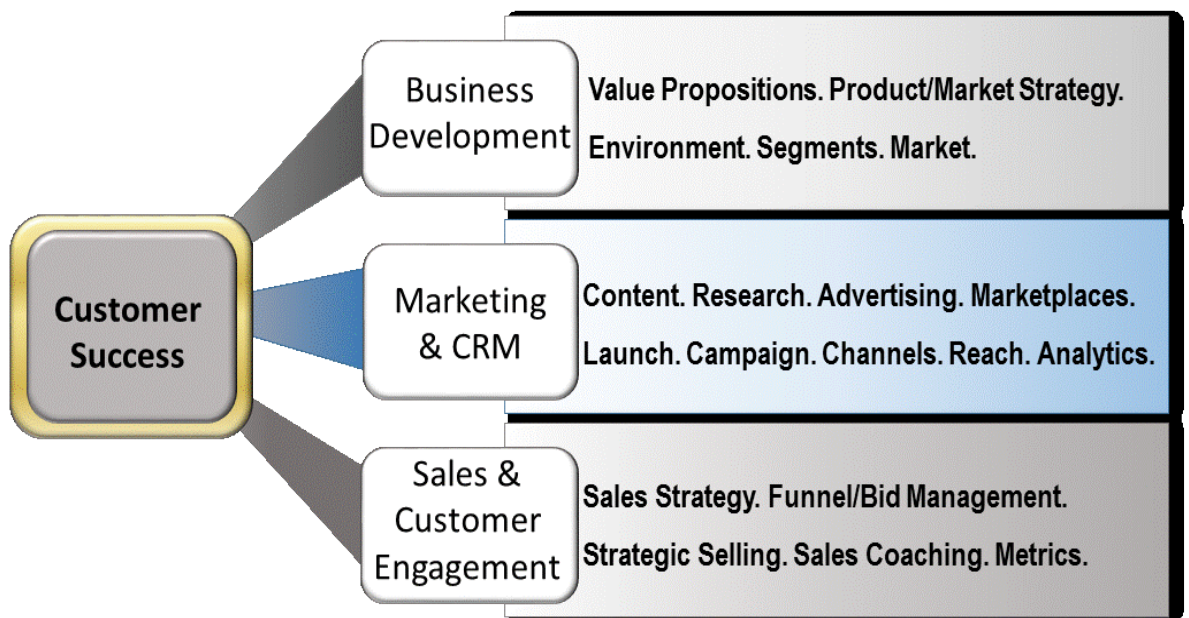 Customer
Success
Business
Development
Value Propositions. Product/Market Strategy.
Environment. Segments. Market.
Marketing
& CRM
Content. Research. Advertising. Marketplaces.
Launch. Campaign. Channels. Reach. Analytics.
Sales &
Customer
Engagement
Sales Strategy. Funnel/Bid Management.
Strategic Selling. Sales Coaching. Metrics.